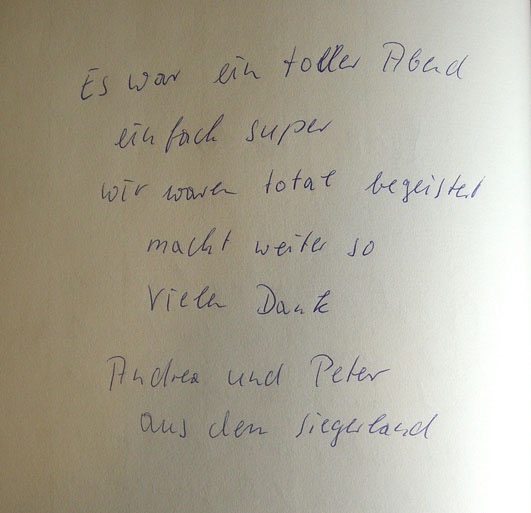 Es war ein toller Abend
einfach super
wir waren total begeistert
macht weiter so
Vielen Dank
Andrea und Peter
aus dem Siegerland